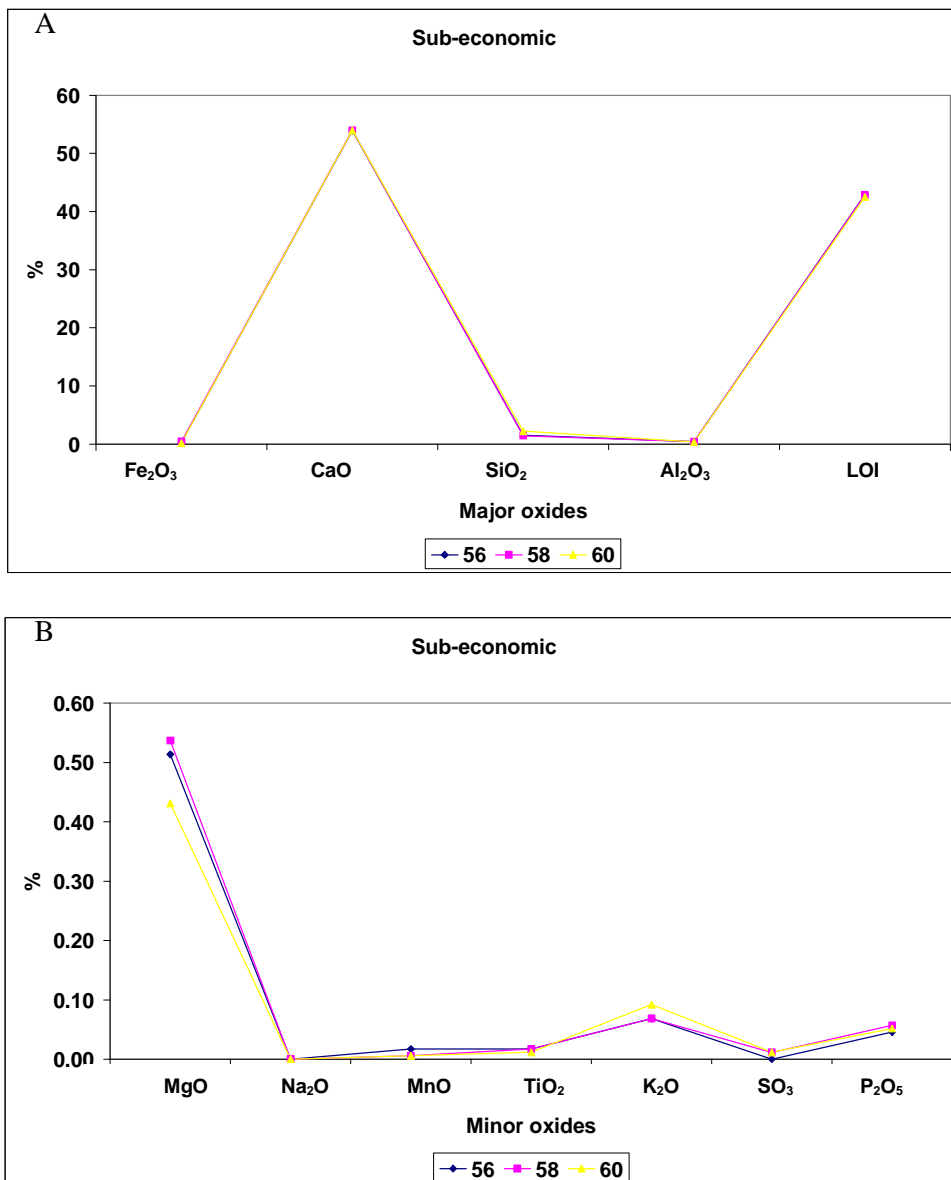 A
Sub-economic
60
50
40
30
20
10
0
%
Fe₂O₃ CaO SiO₂ Al₂O₃ LOI
Major oxides
56 58 60
B
Sub-economic
0.60
0.50
0.40
0.30
0.20
0.10
0.00
%
MgO Na₂O MnO TiO₂ K₂O SO₃ P₂O₅
Minor oxides
56 58 60